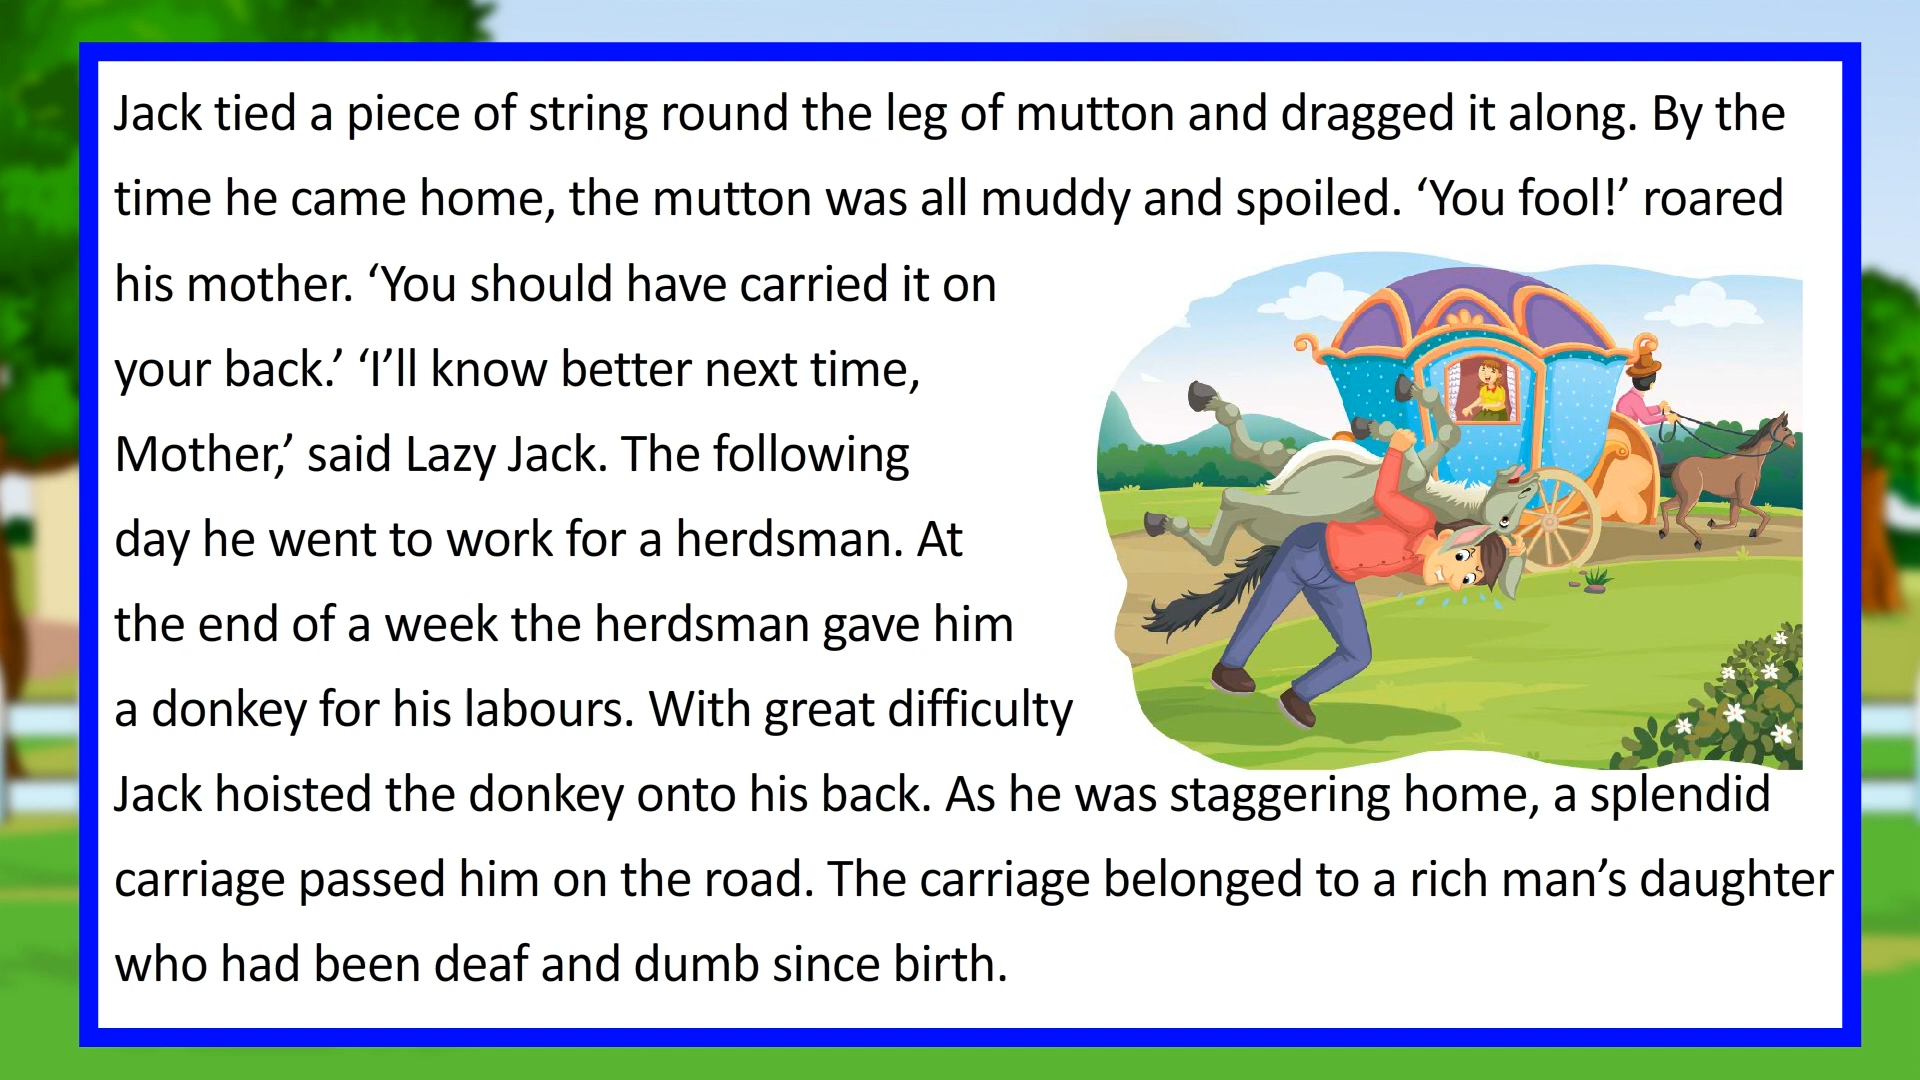 Jack tied a piece of string round the leg of mutton and dragged it along. By the
time he came home, the mutton was all muddy and spoiled. ‘You fool!’ roared
his mother. ‘You should have carried it on
your back.’ ‘I’ll know better next time,
Mother,’ said Lazy Jack. The following
day he went to work for a herdsman. At
the end of a week the herdsman gave him
a donkey for his labours. With great difficulty
Jack hoisted the donkey onto his back. As he was staggering home, a splendid
carriage passed him on the road. The carriage belonged to a rich man’s daughter
who had been deaf and dumb since birth.